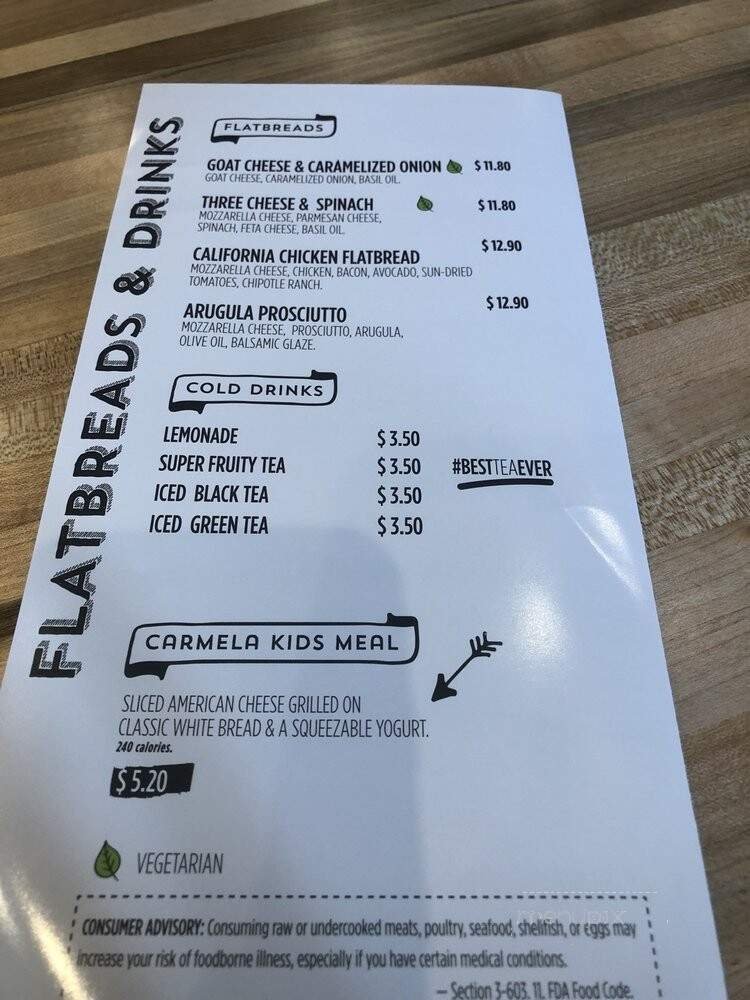 FLATBREADS & DRINKS
FLATBREADS
GOAT CHEESE & CARAMELIZED ONION $11.80
GOAT CHEESE, CARAMELIZED ONION, BASIL OIL.
THREE CHEESE & SPINACH $11.80
MOZZARELLA CHEESE, PARMESAN CHEESE,
SPINACH, FETA CHEESE, BASIL OIL.
CALIFORNIA CHICKEN FLATBREAD $12.90
MOZZARELLA CHEESE, CHICKEN, BACON, AVOCADO, SUN-DRIED
TOMATOES, CHIPOTLE RANCH.
ARUGULA PROSCIUTTO $12.90
MOZZARELLA CHEESE, PROSCIUTTO, ARUGULA,
OLIVE OIL, BALSAMIC GLAZE.
COLD DRINKS
LEMONADE $3.50
SUPER FRUITY TEA $3.50 #BESTTEAEVER
ICED BLACK TEA $3.50
ICED GREEN TEA $3.50
CARMELA KIDS MEAL
SLICED AMERICAN CHEESE GRILLED ON
CLASSIC WHITE BREAD & A SQUEEZABLE YOGURT.
240 calories.
$5.20
VEGETARIAN
menupix
CONSUMER ADVISORY: Consuming raw or undercooked meats, poultry, seafood, shellfish, or eggs may
increase your risk of foodborne illness, especially if you have certain medical conditions.
— Section 3-603. 11, FDA Food Code.